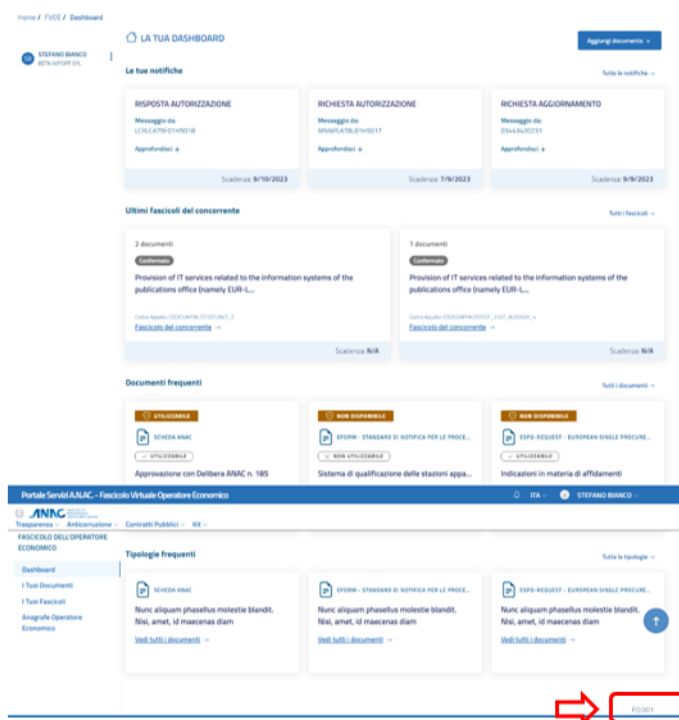 Home / FVOE / Dashboard
LA TUA DASHBOARD
Aggiungi documento +
SB
STEFANO BIANCO
Le tue notifiche
Tutte le notifiche →
RISPOSTA AUTORIZZAZIONE
Messaggio da:
Approfondisci +
Scadenza: 9/10/2023
RICHIESTA AUTORIZZAZIONE
Messaggio da:
Approfondisci +
Scadenza: 7/9/2023
RICHIESTA AGGIORNAMENTO
Messaggio da:
03443420231
Approfondisci +
Scadenza: 9/9/2023
Ultimi fascicoli del concorrente
Tutti i fascicoli →
2 documenti
Confermato
Provision of IT services related to the information systems of the
publications office (namely EUR-L...
Fascicolo del concorrente →
Scadenza: N/A
1 documenti
Confermato
Provision of IT services related to the information systems of the
publications office (namely EUR-L...
Fascicolo del concorrente →
Scadenza: N/A
Documenti frequenti
Tutti i documenti →
UTILIZZABILE
SCHEDA ANAC
UTILIZZABILE
Approvazione con Delibera ANAC n. 185
NON DISPONIBILE
EFORM - STANDARD DI NOTIFICA PER LE PROCE...
NON UTILIZZABILE
Sistema di qualificazione delle stazioni appa...
NON DISPONIBILE
ESPD-REQUEST - EUROPEAN SINGLE PROCURE...
UTILIZZABILE
Indicazioni in materia di affidamenti
Portale Servizi A.N.AC. - Fascicolo Virtuale Operatore Economico
ITA
STEFANO BIANCO
ANAC
Trasparenza
Anticorruzione
Contratti Pubblici
Kit
FASCICOLO DELL'OPERATORE
ECONOMICO
Dashboard
I Tuoi Documenti
I Tuoi Fascicoli
Anagrafe Operatore
Economico
Tipologie frequenti
Tutte le tipologie →
SCHEDA ANAC
Nunc aliquam phasellus molestie blandit.
Nisi, amet, id maecenas diam
Vedi tutti i documenti →
EFORM - STANDARD DI NOTIFICA PER LE PROCE...
Nunc aliquam phasellus molestie blandit.
Nisi, amet, id maecenas diam
Vedi tutti i documenti →
ESPD-REQUEST - EUROPEAN SINGLE PROCURE...
Nunc aliquam phasellus molestie blandit.
Nisi, amet, id maecenas diam
Vedi tutti i documenti →
FO.001